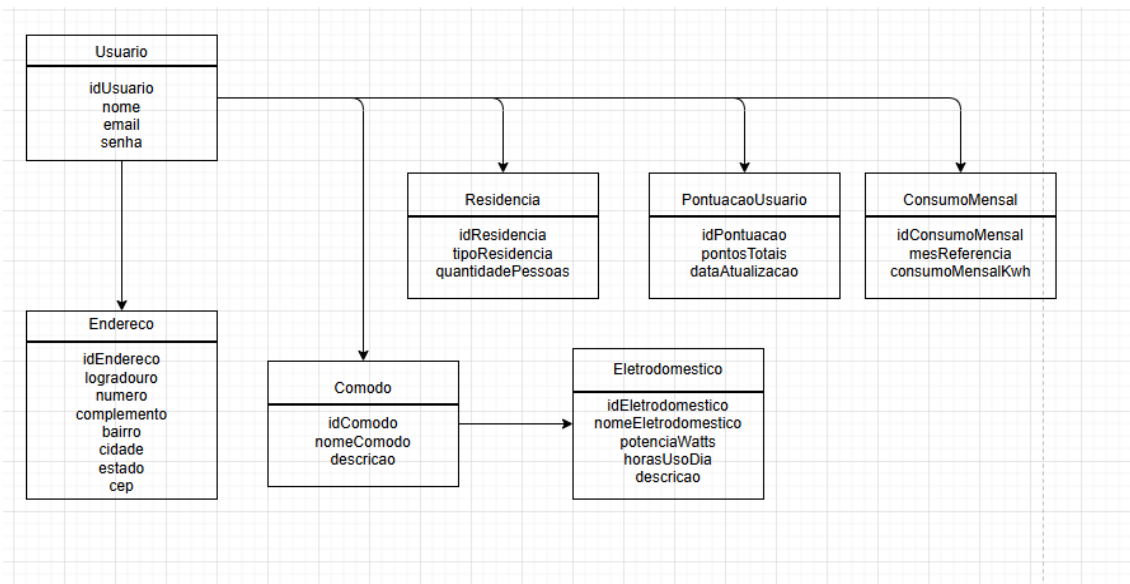 Usuario
idUsuario
nome
email
senha
Residencia
idResidencia
tipoResidencia
quantidadePessoas
PontuacaoUsuario
idPontuacao
pontosTotais
dataAtualizacao
ConsumoMensal
idConsumoMensal
mesReferencia
consumoMensalKwh
Endereco
idEndereco
logradouro
numero
complemento
bairro
cidade
estado
cep
Comodo
idComodo
nomeComodo
descricao
Eletrodomestico
idEletrodomestico
nomeEletrodomestico
potenciaWatts
horasUsoDia
descricao